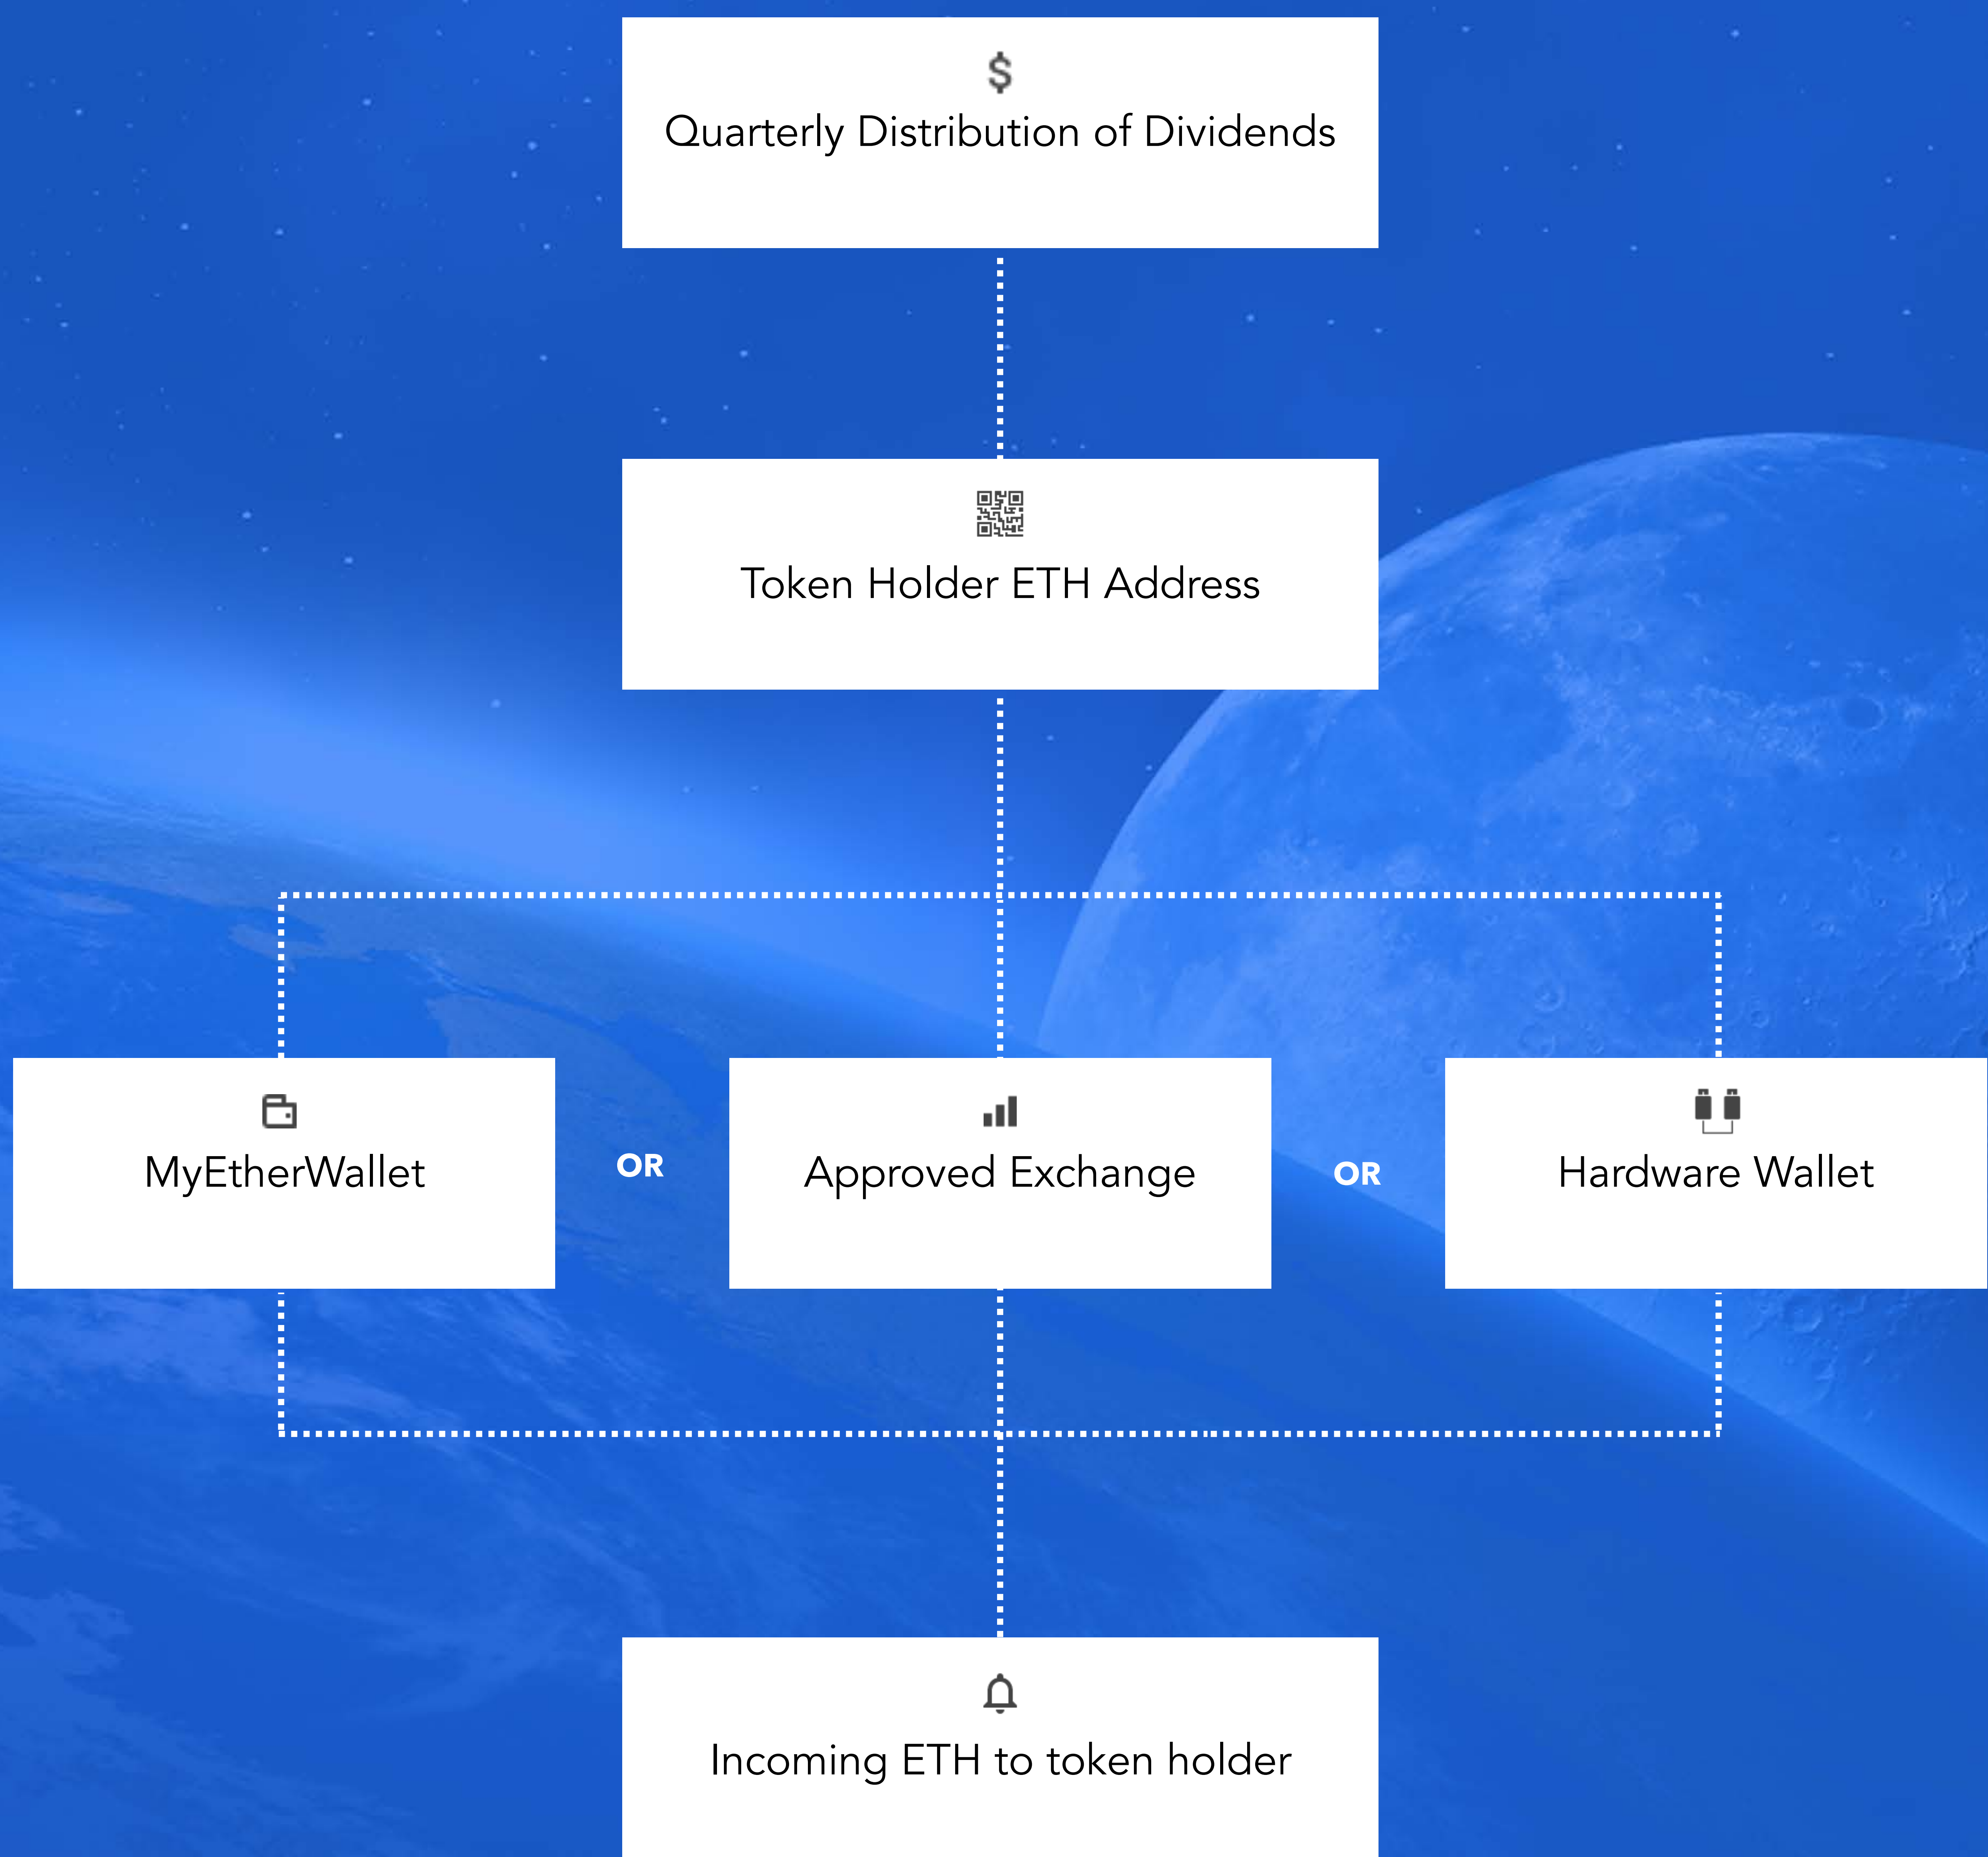 $
Quarterly Distribution of Dividends
Token Holder ETH Address
MyEtherWallet
OR
Approved Exchange
OR
Hardware Wallet
Incoming ETH to token holder